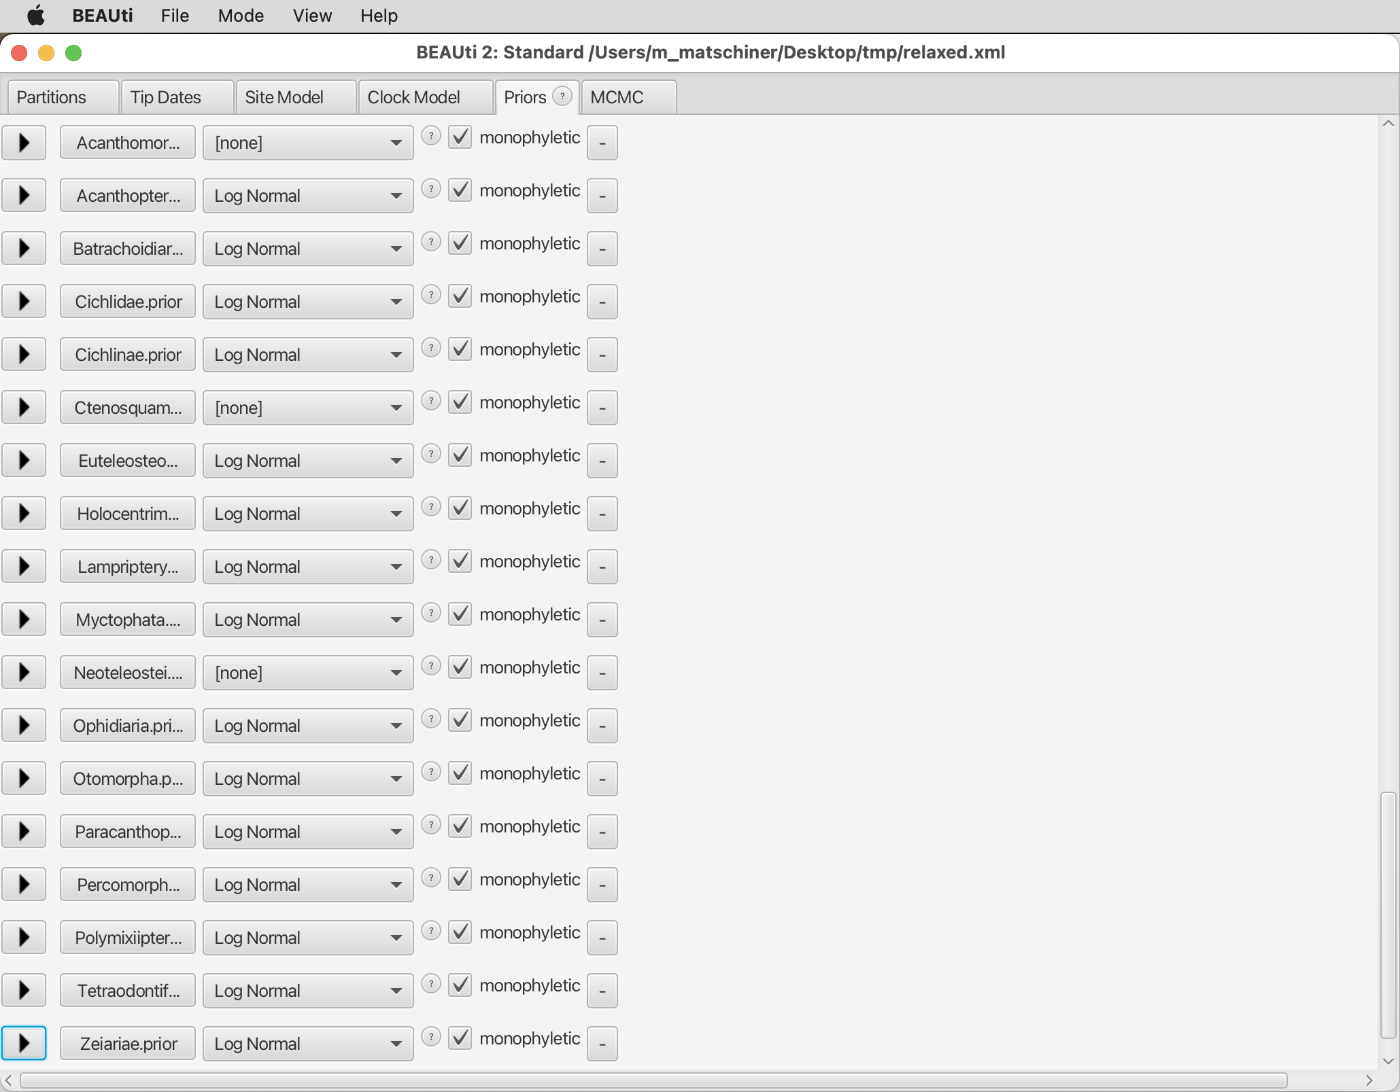 BEAUti File Mode View Help
BEAUti 2: Standard /Users/m_matschiner/Desktop/tmp/relaxed.xml
Partitions Tip Dates Site Model Clock Model Priors ? MCMC
Acanthomor... [none] ? monophyletic -
Acanthopter... Log Normal ? monophyletic -
Batrachoidiar... Log Normal ? monophyletic -
Cichlidae.prior Log Normal ? monophyletic -
Cichlinae.prior Log Normal ? monophyletic -
Ctenosquam... [none] ? monophyletic -
Euteleosteo... Log Normal ? monophyletic -
Holocentrim... Log Normal ? monophyletic -
Lampriptery... Log Normal ? monophyletic -
Myctophata.... Log Normal ? monophyletic -
Neoteleostei.... [none] ? monophyletic -
Ophidiaria.pri... Log Normal ? monophyletic -
Otomorpha.p... Log Normal ? monophyletic -
Paracanthop... Log Normal ? monophyletic -
Percomorph... Log Normal ? monophyletic -
Polymixiipter... Log Normal ? monophyletic -
Tetraodontif... Log Normal ? monophyletic -
Zeiariae.prior Log Normal ? monophyletic -